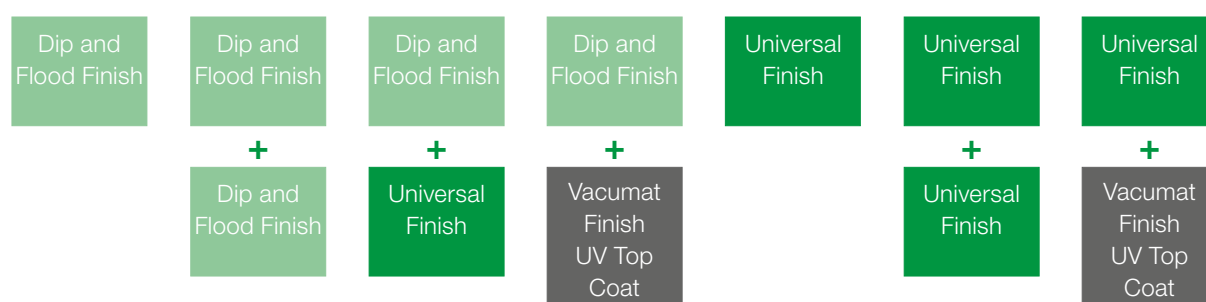 Dip and
Flood Finish
Dip and
Flood Finish
Dip and
Flood Finish
Dip and
Flood Finish
Universal
Finish
Universal
Finish
Universal
Finish
+
+
+
+
+
Dip and
Flood Finish
Universal
Finish
Vacumat
Finish
UV Top
Coat
Universal
Finish
Vacumat
Finish
UV Top
Coat